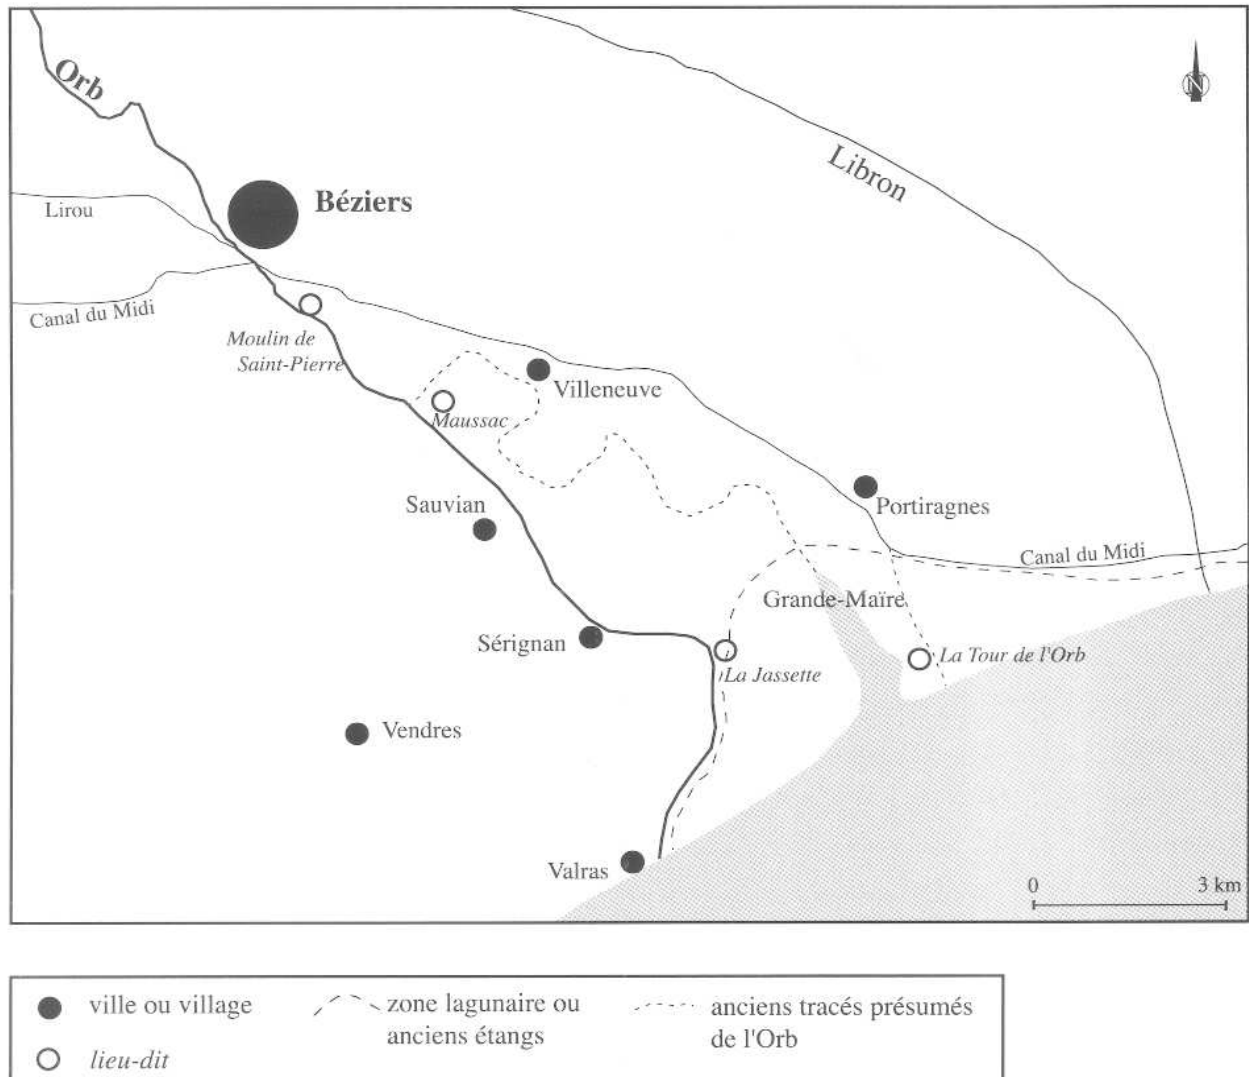 Orb
N
Libron
Béziers
Lirou
Canal du Midi
Moulin de
Saint-Pierre
Villeneuve
Maussac
Sauvian
Portiragnes
Canal du Midi
Grande-Maïre
Sérignan
La Tour de l'Orb
La Jassette
Vendres
Valras
0 3 km
ville ou village
zone lagunaire ou
anciens étangs
anciens tracés présumés
de l'Orb
lieu-dit